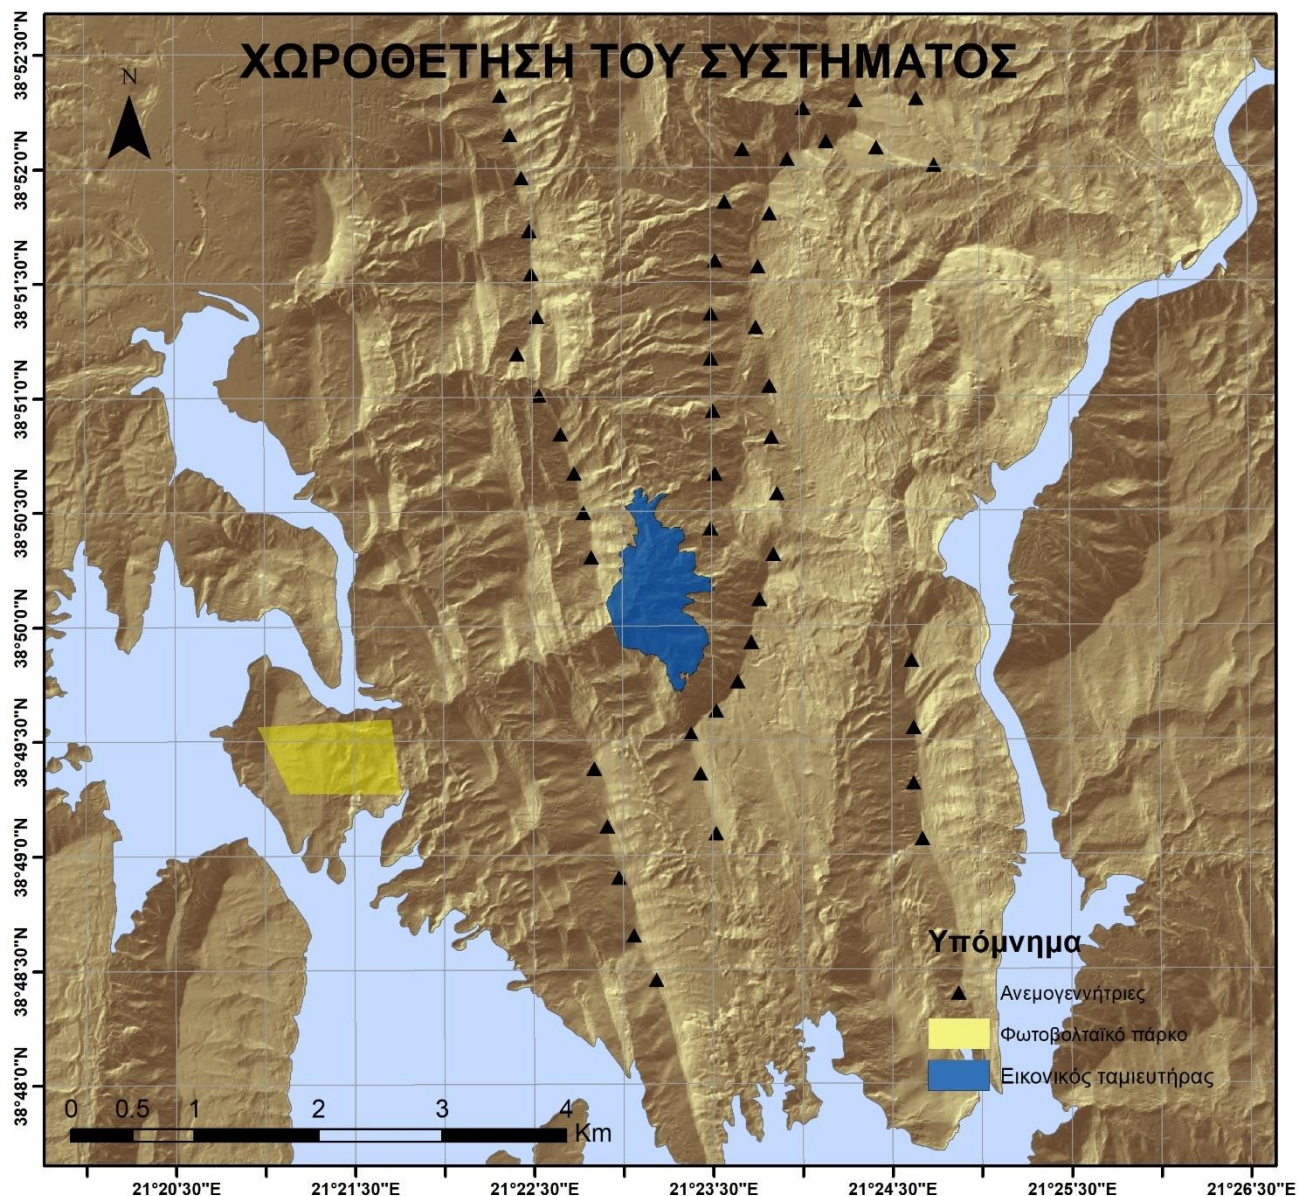 ΧΩΡΟΘΕΤΗΣΗ ΤΟΥ ΣΥΣΤΗΜΑΤΟΣ
N
38°52'30"N
38°52'0"N
38°51'30"N
38°51'0"N
38°50'30"N
38°50'0"N
38°49'30"N
38°49'0"N
38°48'30"N
38°48'0"N
Υπόμνημα
Ανεμογεννήτριες
Φωτοβολταϊκό πάρκο
Εικονικός ταμιευτήρας
0 0.5 1 2 3 4
Km
21°20'30"E 21°21'30"E 21°22'30"E 21°23'30"E 21°24'30"E 21°25'30"E 21°26'30"E